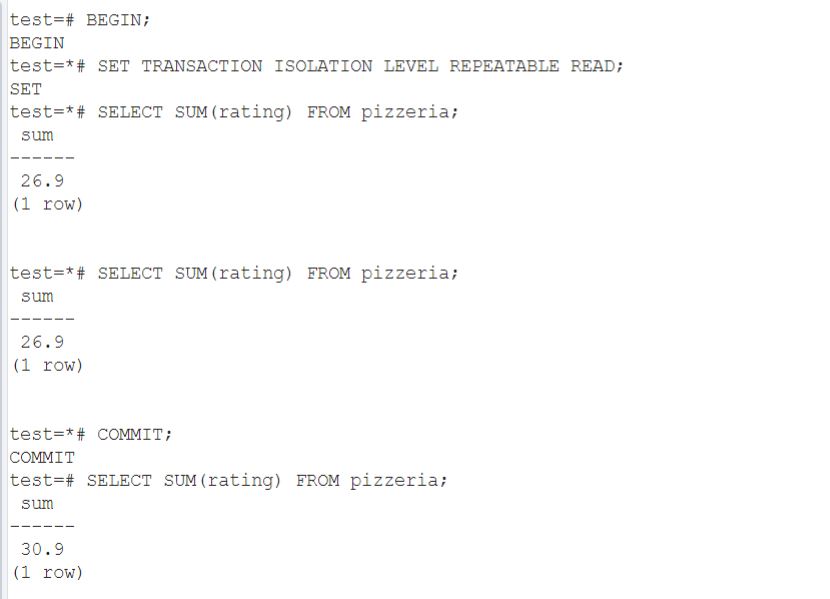 test=# BEGIN;
BEGIN
test=*# SET TRANSACTION ISOLATION LEVEL REPEATABLE READ;
SET
test=*# SELECT SUM(rating) FROM pizzeria;
 sum
------
 26.9
(1 row)
test=*# SELECT SUM(rating) FROM pizzeria;
 sum
------
 26.9
(1 row)
test=*# COMMIT;
COMMIT
test=# SELECT SUM(rating) FROM pizzeria;
 sum
------
 30.9
(1 row)